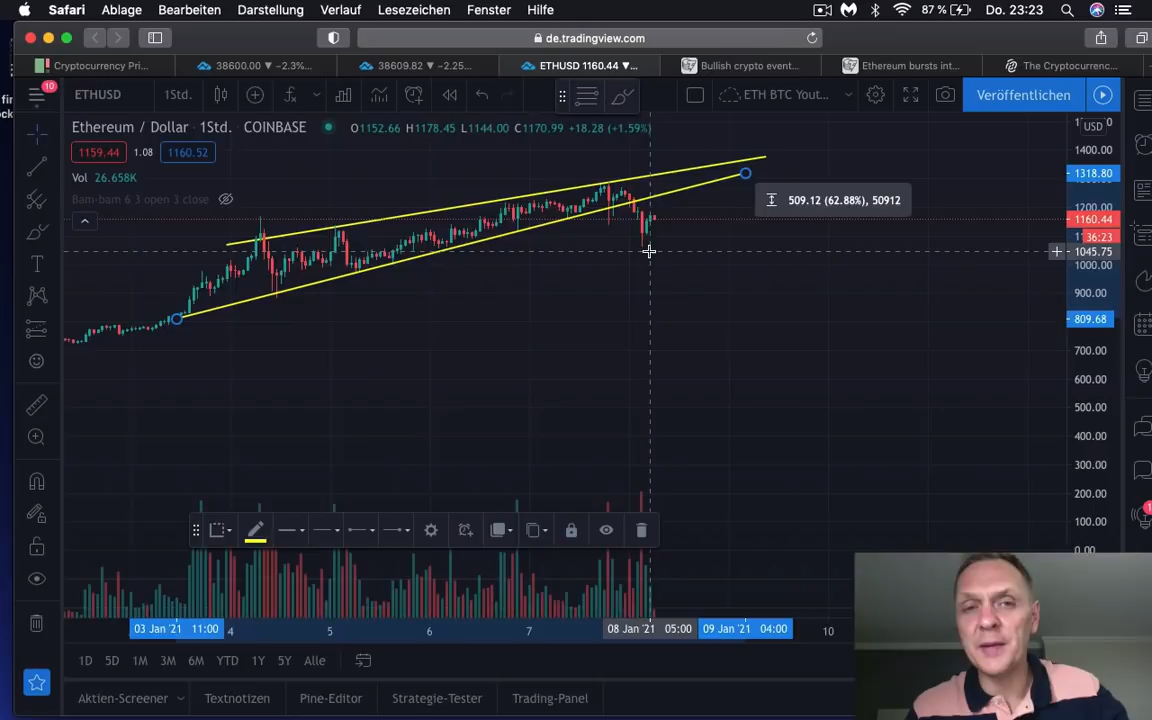 Safari Ablage Bearbeiten Darstellung Verlauf Lesezeichen Fenster Hilfe 87 % Do. 23:23
de.tradingview.com
Cryptocurrency Pri... 38600.00 ▼ −2.3%... 38609.82 ▼ −2.25... ETHUSD 1160.44 ▼... Bullish crypto event... Ethereum bursts int... The Cryptocurrenc...
10
ETHUSD 1Std. ETH BTC Yout... Veröffentlichen
Ethereum / Dollar 1Std. COINBASE O1152.66 H1178.45 L1144.00 C1170.99 +18.28 (+1.59%)
USD
1159.44 1.08 1160.52
1400.00
1318.80
Vol 26.658K
Bam-bam 6 3 open 3 close
509.12 (62.88%), 50912
1200.00
1160.44
36:23
1045.75
1000.00
900.00
809.68
700.00
600.00
500.00
400.00
300.00
200.00
100.00
0.00
03 Jan '21 11:00 4 5 6 7 08 Jan '21 05:00 09 Jan '21 04:00 10
1D 5D 1M 3M 6M YTD 1Y 5Y Alle
Aktien-Screener Textnotizen Pine-Editor Strategie-Tester Trading-Panel